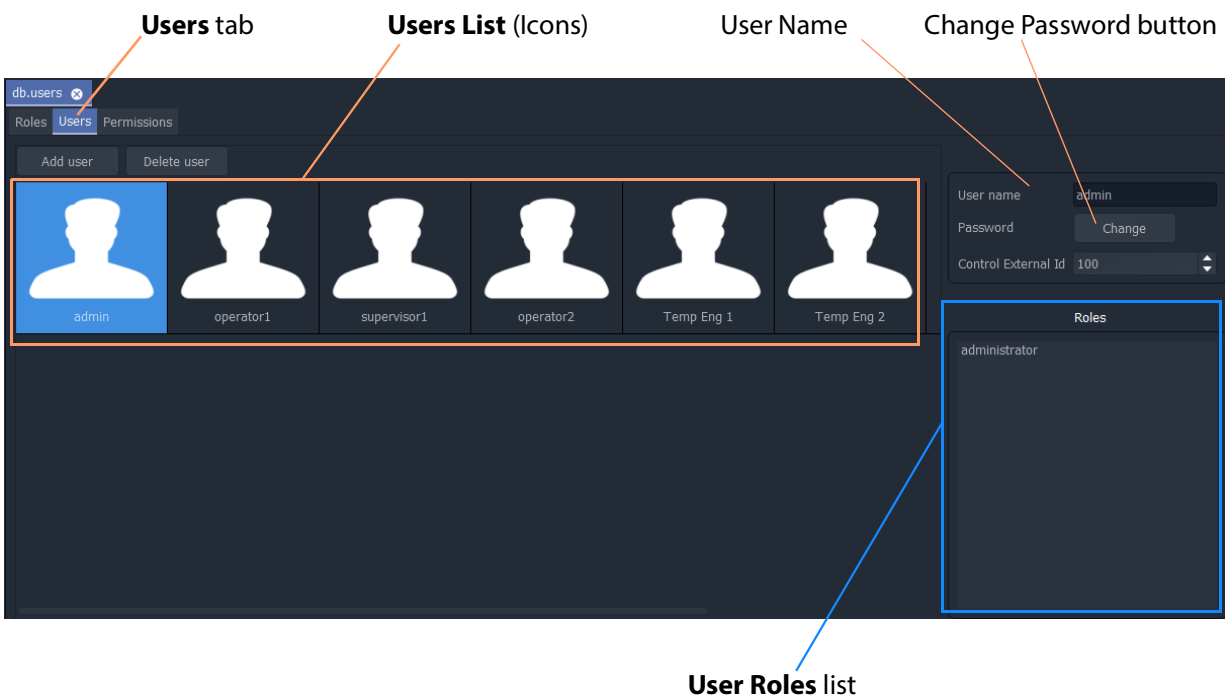 Users tab
Users List (Icons)
User Name
Change Password button
db.users
Roles Users Permissions
Add user
Delete user
User name
admin
Password
Change
Control External Id
100
admin
operator1
supervisor1
operator2
Temp Eng 1
Temp Eng 2
Roles
administrator
User Roles list